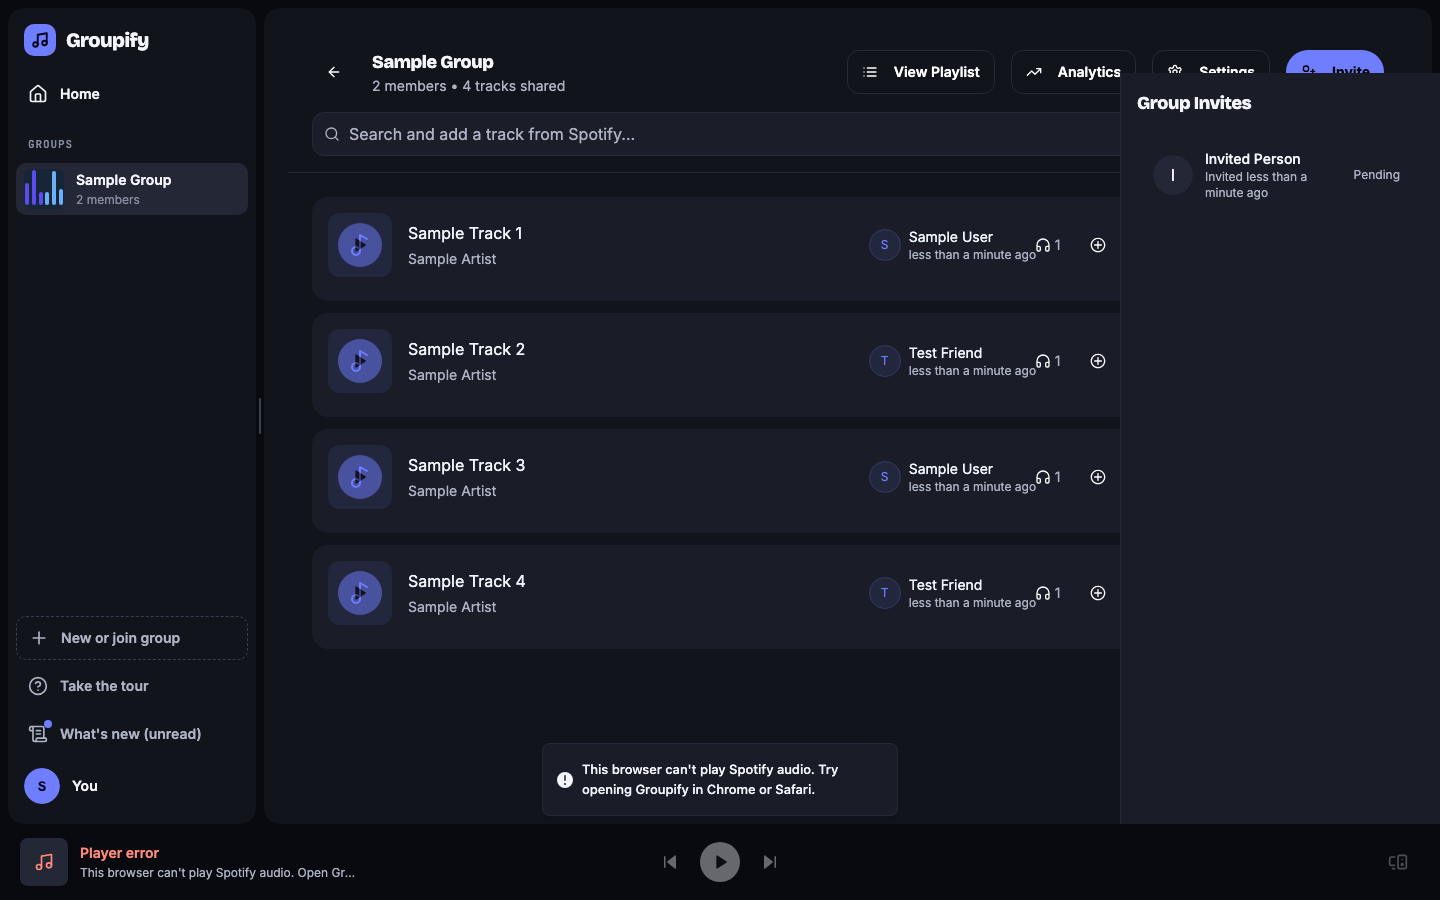 Groupify
Home
GROUPS
Sample Group
2 members
New or join group
Take the tour
What's new (unread)
S
You
Sample Group
2 members • 4 tracks shared
View Playlist
Analytics
Settings
Invite
Search and add a track from Spotify...
Sample Track 1
Sample Artist
S
Sample User
less than a minute ago
1
Sample Track 2
Sample Artist
T
Test Friend
less than a minute ago
1
Sample Track 3
Sample Artist
S
Sample User
less than a minute ago
1
Sample Track 4
Sample Artist
T
Test Friend
less than a minute ago
1
Group Invites
I
Invited Person
Invited less than a
minute ago
Pending
This browser can't play Spotify audio. Try
opening Groupify in Chrome or Safari.
Player error
This browser can't play Spotify audio. Open Gr...